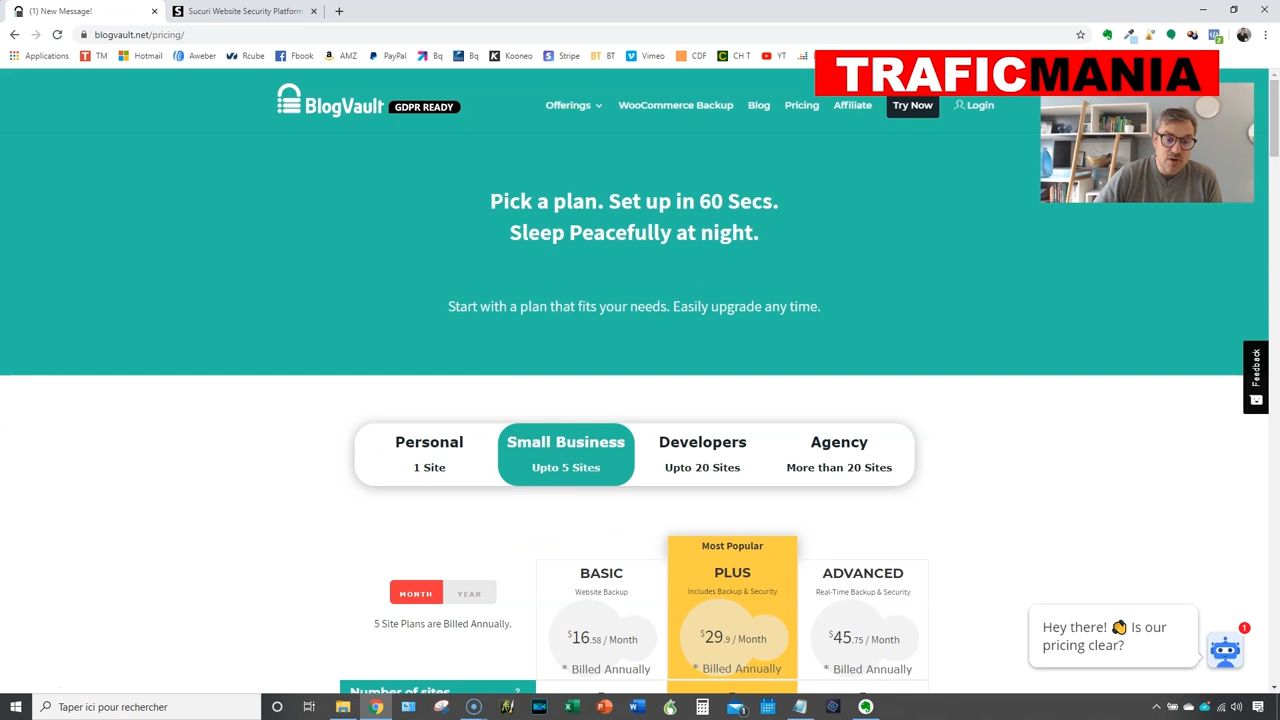 (1) New Message!
Sucuri Website Security Platform
blogvault.net/pricing/
Applications TM Hotmail Aweber Rcube Fbook AMZ PayPal Bq Bq Kooneo Stripe BT BT Vimeo CDF CH T YT
TRAFICMANIA
BlogVault GDPR READY
Offerings WooCommerce Backup Blog Pricing Affiliate Try Now Login
Pick a plan. Set up in 60 Secs.
Sleep Peacefully at night.
Start with a plan that fits your needs. Easily upgrade any time.
Feedback
Personal Small Business Developers Agency
1 Site Upto 5 Sites Upto 20 Sites More than 20 Sites
Most Popular
BASIC PLUS ADVANCED
Website Backup Includes Backup & Security Real-Time Backup & Security
MONTH YEAR
5 Site Plans are Billed Annually.
$16.58 / Month $29.9 / Month $45.75 / Month
* Billed Annually * Billed Annually * Billed Annually
Hey there! 👋 Is our
pricing clear?
1
Number of sites ?
Taper ici pour rechercher